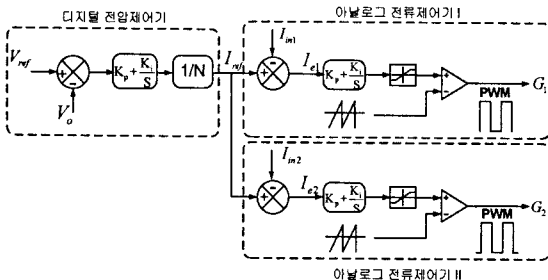 디지털 전압제어기
V_ref
V_o
K_p + K_i/S
1/N
I_ref
아날로그 전류제어기 I
I_in1
I_e1
K_p + K_i/S
PWM
G_1
I_in2
I_e2
K_p + K_i/S
PWM
G_2
아날로그 전류제어기 II